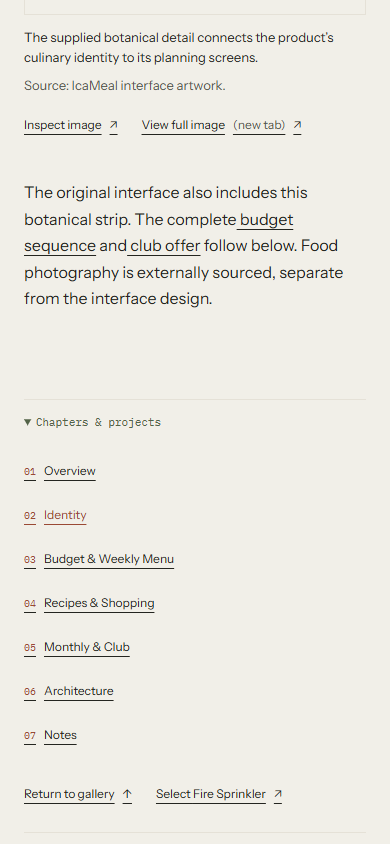 The supplied botanical detail connects the product's
culinary identity to its planning screens.
Source: IcaMeal interface artwork.
Inspect image ↗ View full image (new tab) ↗
The original interface also includes this
botanical strip. The complete budget
sequence and club offer follow below. Food
photography is externally sourced, separate
from the interface design.
▼ Chapters & projects
01 Overview
02 Identity
03 Budget & Weekly Menu
04 Recipes & Shopping
05 Monthly & Club
06 Architecture
07 Notes
Return to gallery ↑ Select Fire Sprinkler ↗